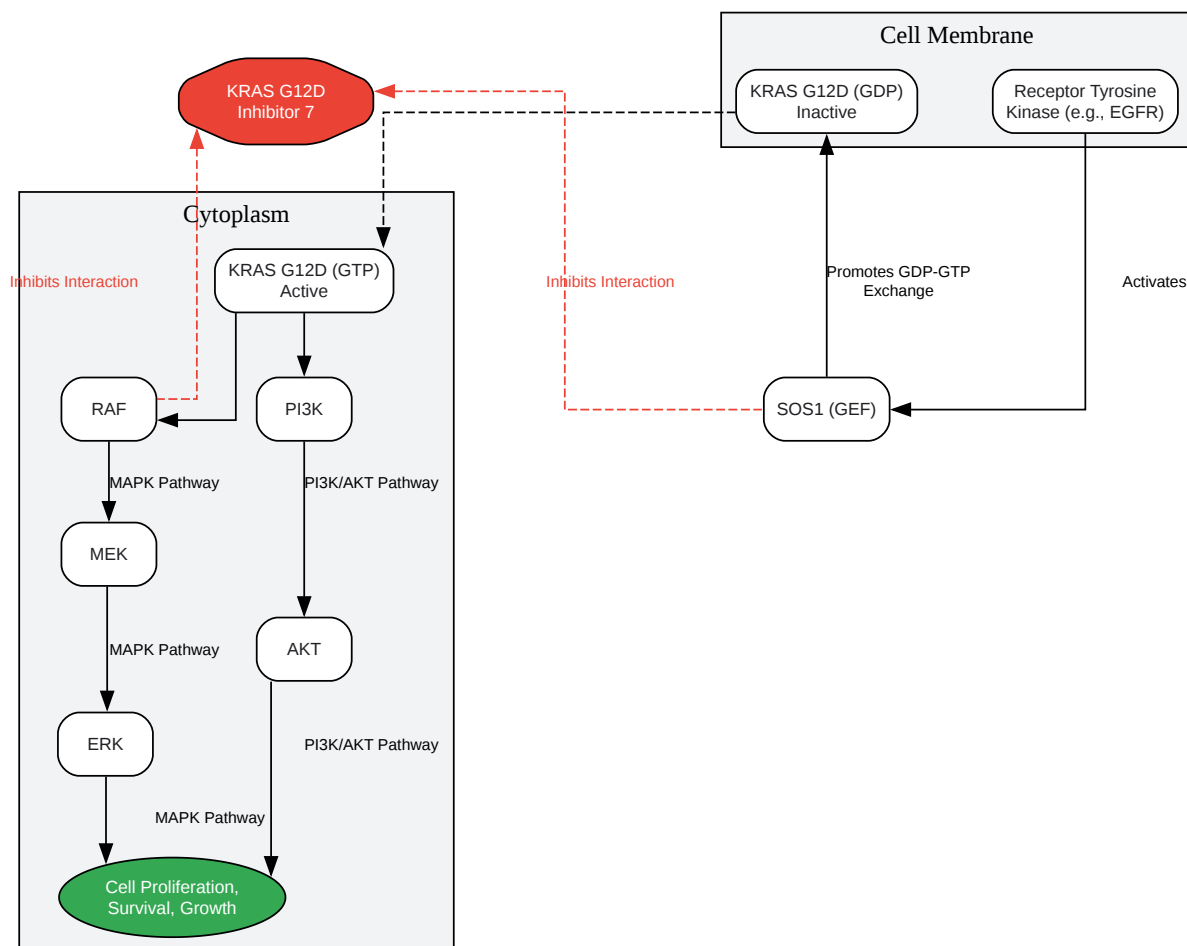 Cell Membrane
KRAS G12D
Inhibitor 7
KRAS G12D (GDP)
Inactive
Receptor Tyrosine
Kinase (e.g., EGFR)
Cytoplasm
KRAS G12D (GTP)
Active
Inhibits Interaction
Inhibits Interaction
Promotes GDP-GTP
Exchange
Activates
RAF
PI3K
SOS1 (GEF)
MAPK Pathway
PI3K/AKT Pathway
MEK
MAPK Pathway
AKT
ERK
PI3K/AKT Pathway
MAPK Pathway
Cell Proliferation,
Survival, Growth